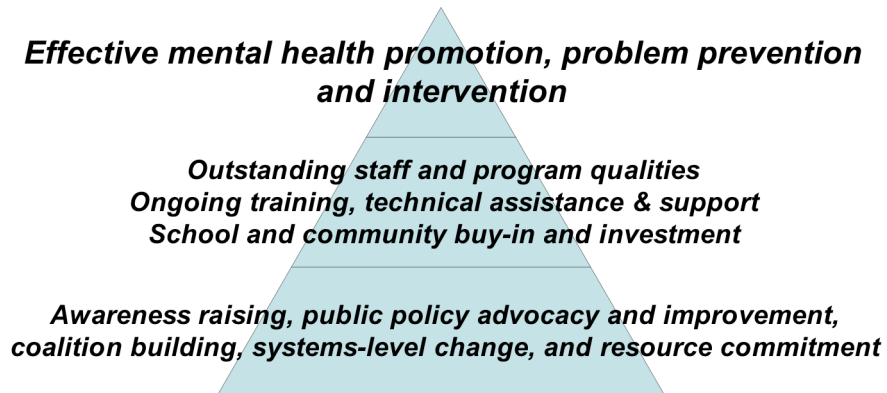 Effective mental health promotion, problem prevention
and intervention
Outstanding staff and program qualities
Ongoing training, technical assistance & support
School and community buy-in and investment
Awareness raising, public policy advocacy and improvement,
coalition building, systems-level change, and resource commitment